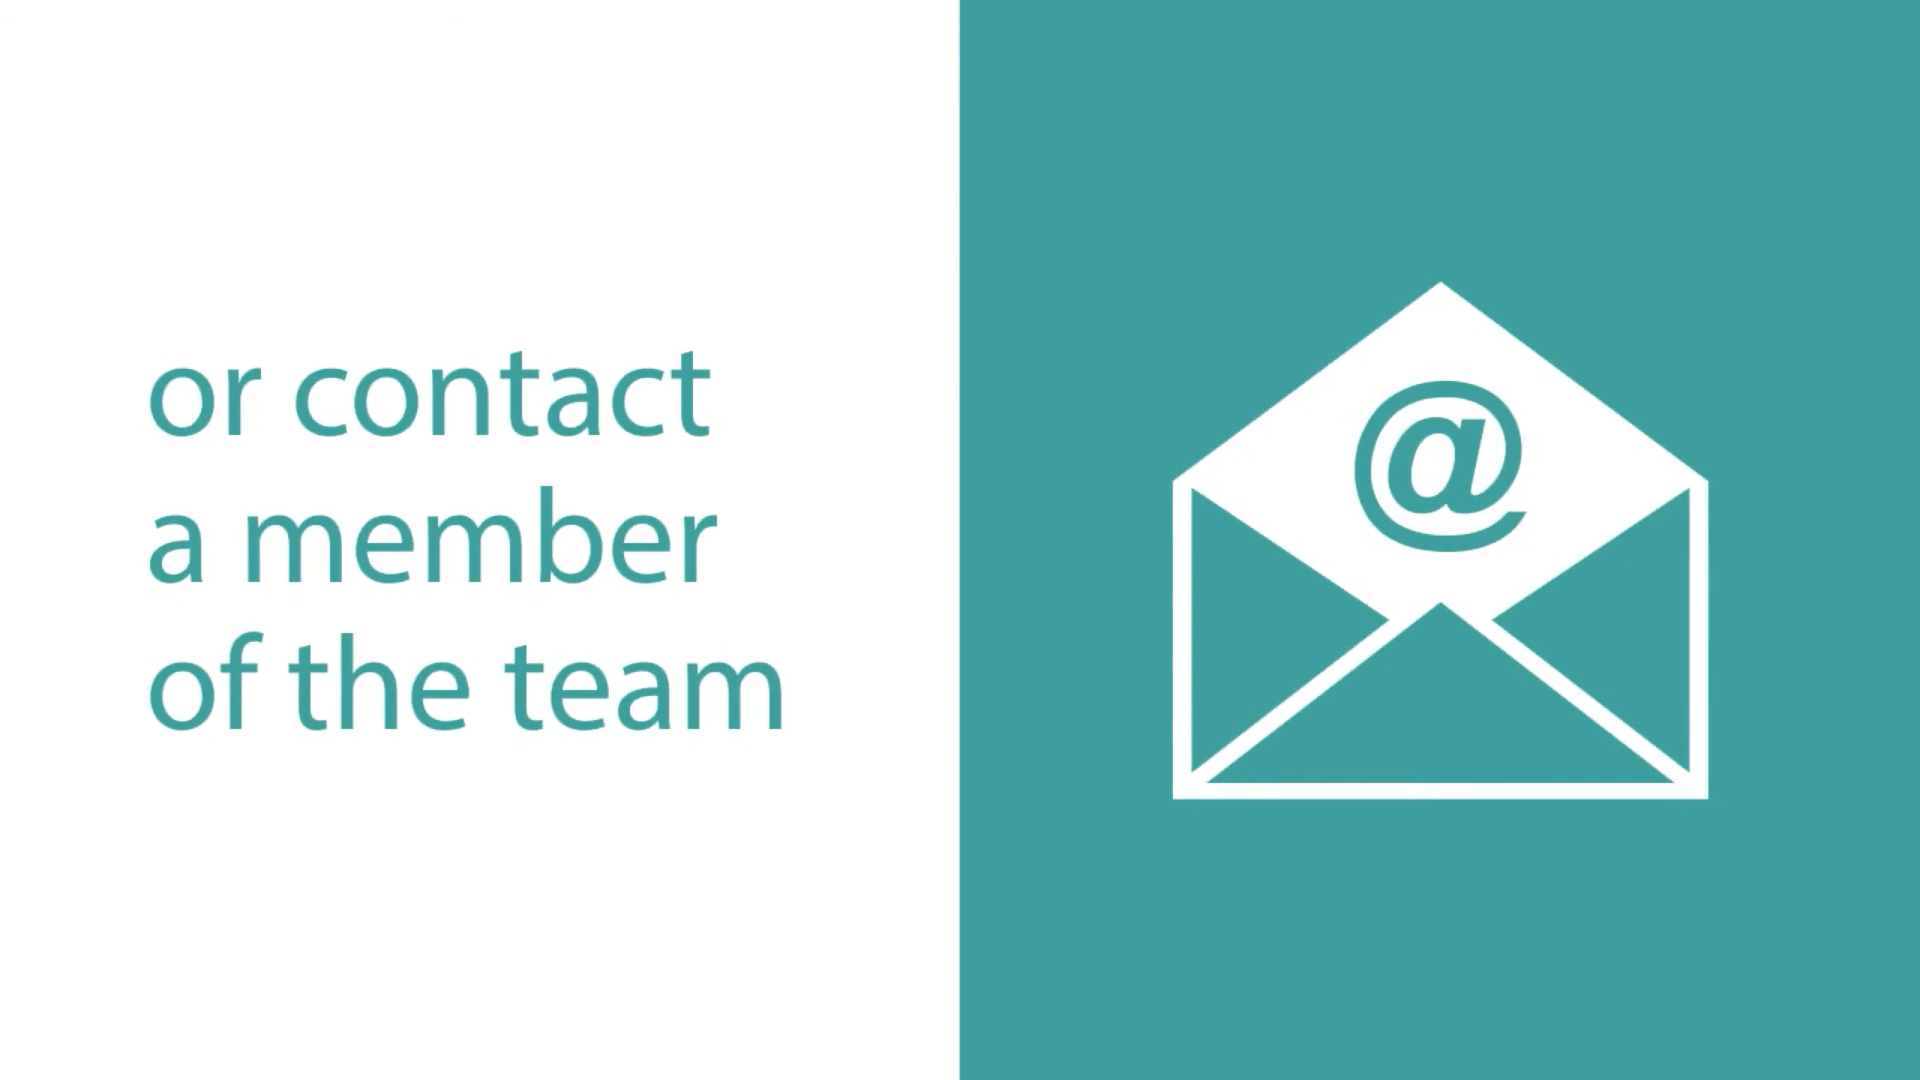 or contact
a member
of the team
@